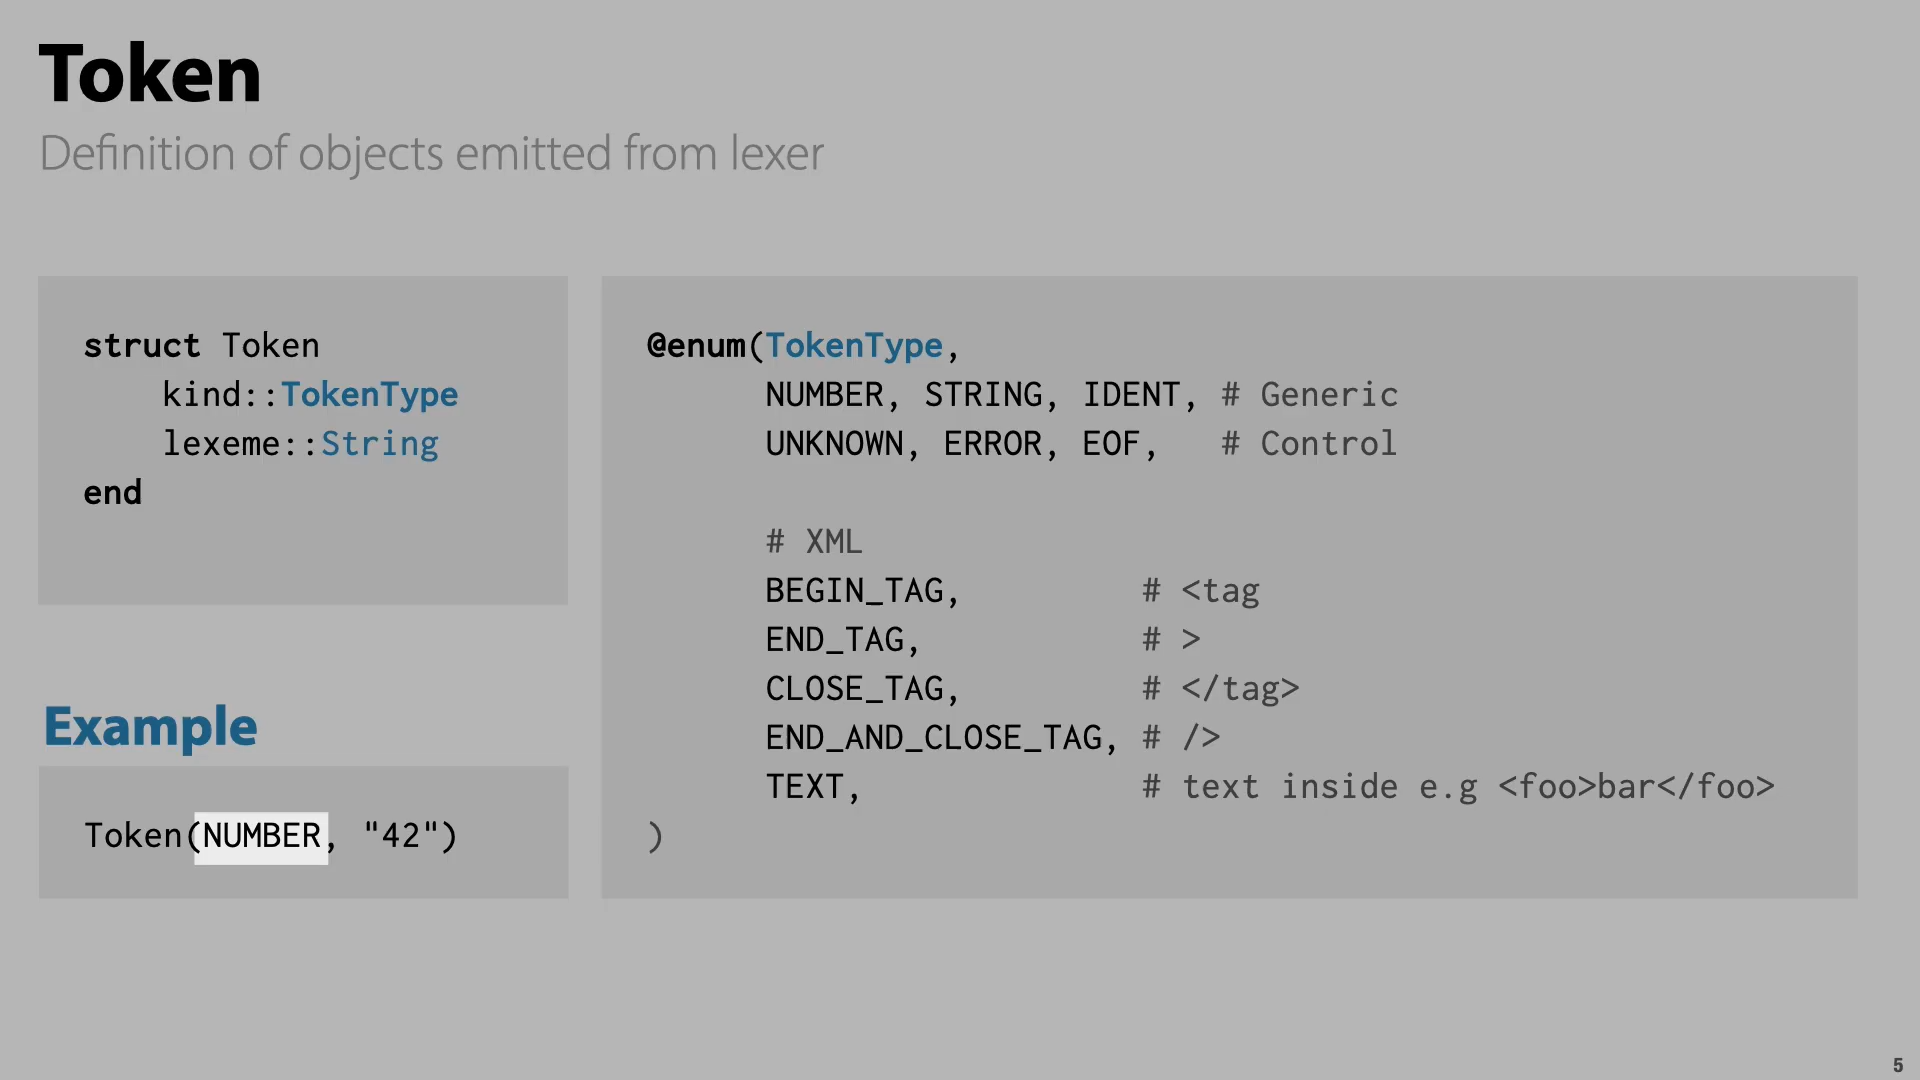 Token
Definition of objects emitted from lexer
struct Token
    kind::TokenType
    lexeme::String
end
Example
Token(NUMBER, "42")
@enum(TokenType,
      NUMBER, STRING, IDENT, # Generic
      UNKNOWN, ERROR, EOF,   # Control
      # XML
      BEGIN_TAG,         # <tag
      END_TAG,           # >
      CLOSE_TAG,         # </tag>
      END_AND_CLOSE_TAG, # />
      TEXT,              # text inside e.g <foo>bar</foo>
)
5